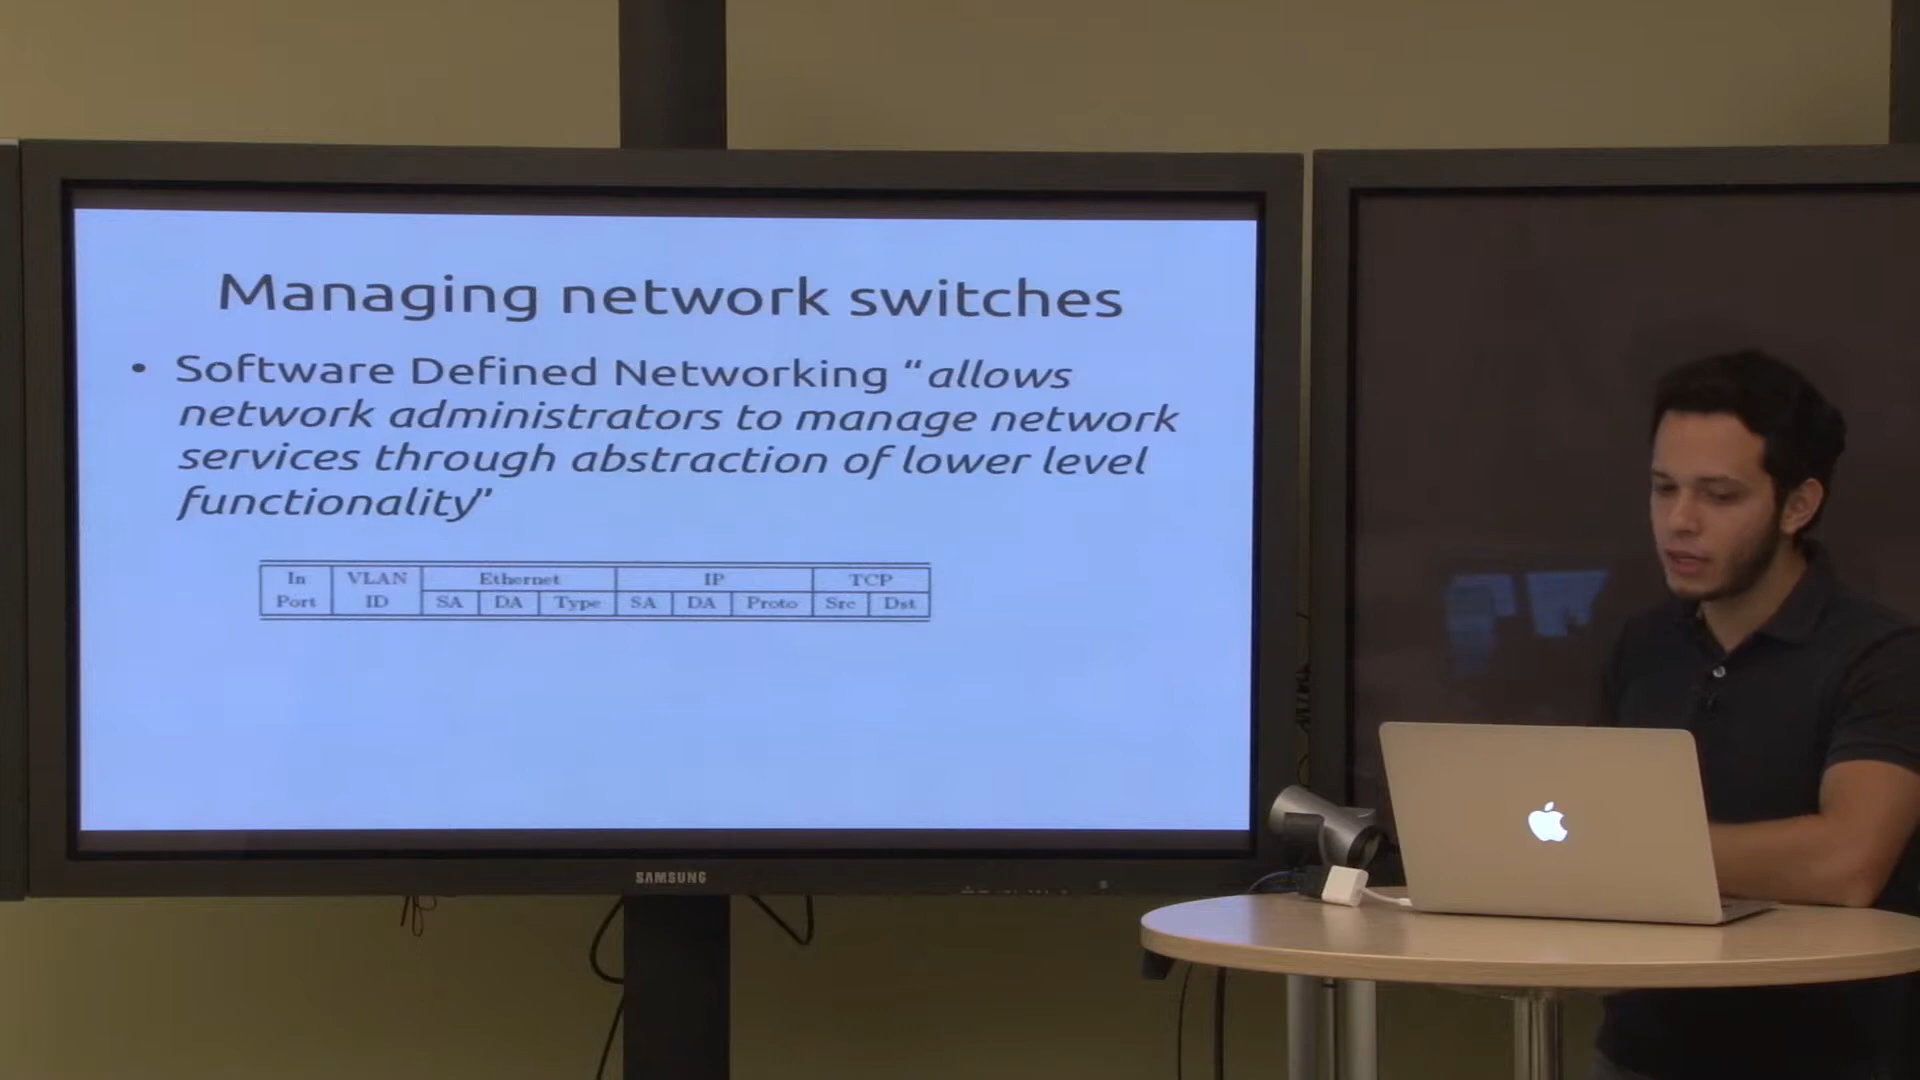 Managing network switches
• Software Defined Networking “allows
network administrators to manage network
services through abstraction of lower level
functionality”
In Port VLAN ID Ethernet IP TCP
SA DA Type SA DA Proto Src Dst
SAMSUNG